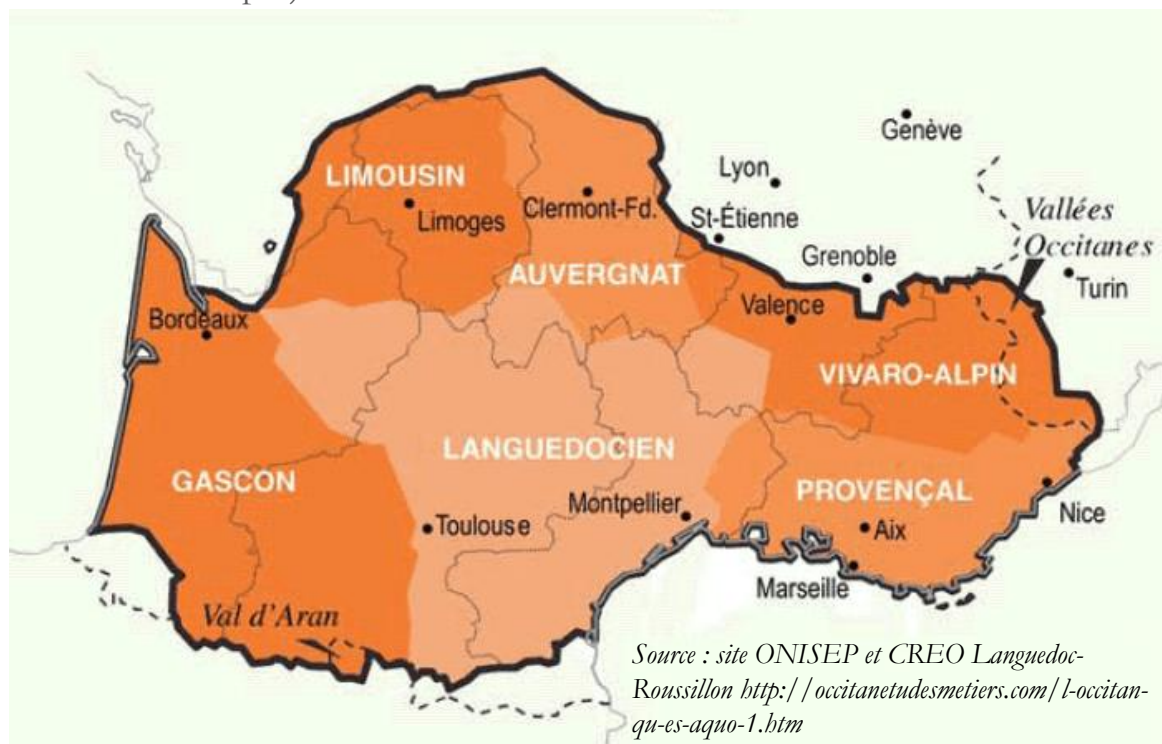 Genève
Lyon
LIMOUSIN
Limoges
Clermont-Fd.
St-Étienne
Vallées
Occitanes
Grenoble
Turin
AUVERGNAT
Valence
Bordeaux
VIVARO-ALPIN
LANGUEDOCIEN
GASCON
PROVENÇAL
Montpellier
Nice
Toulouse
Aix
Marseille
Val d'Aran
Source : site ONISEP et CREO Languedoc-
Roussillon http://occitanetudesmetiers.com/l-occitan-
qu-es-aquo-1.htm